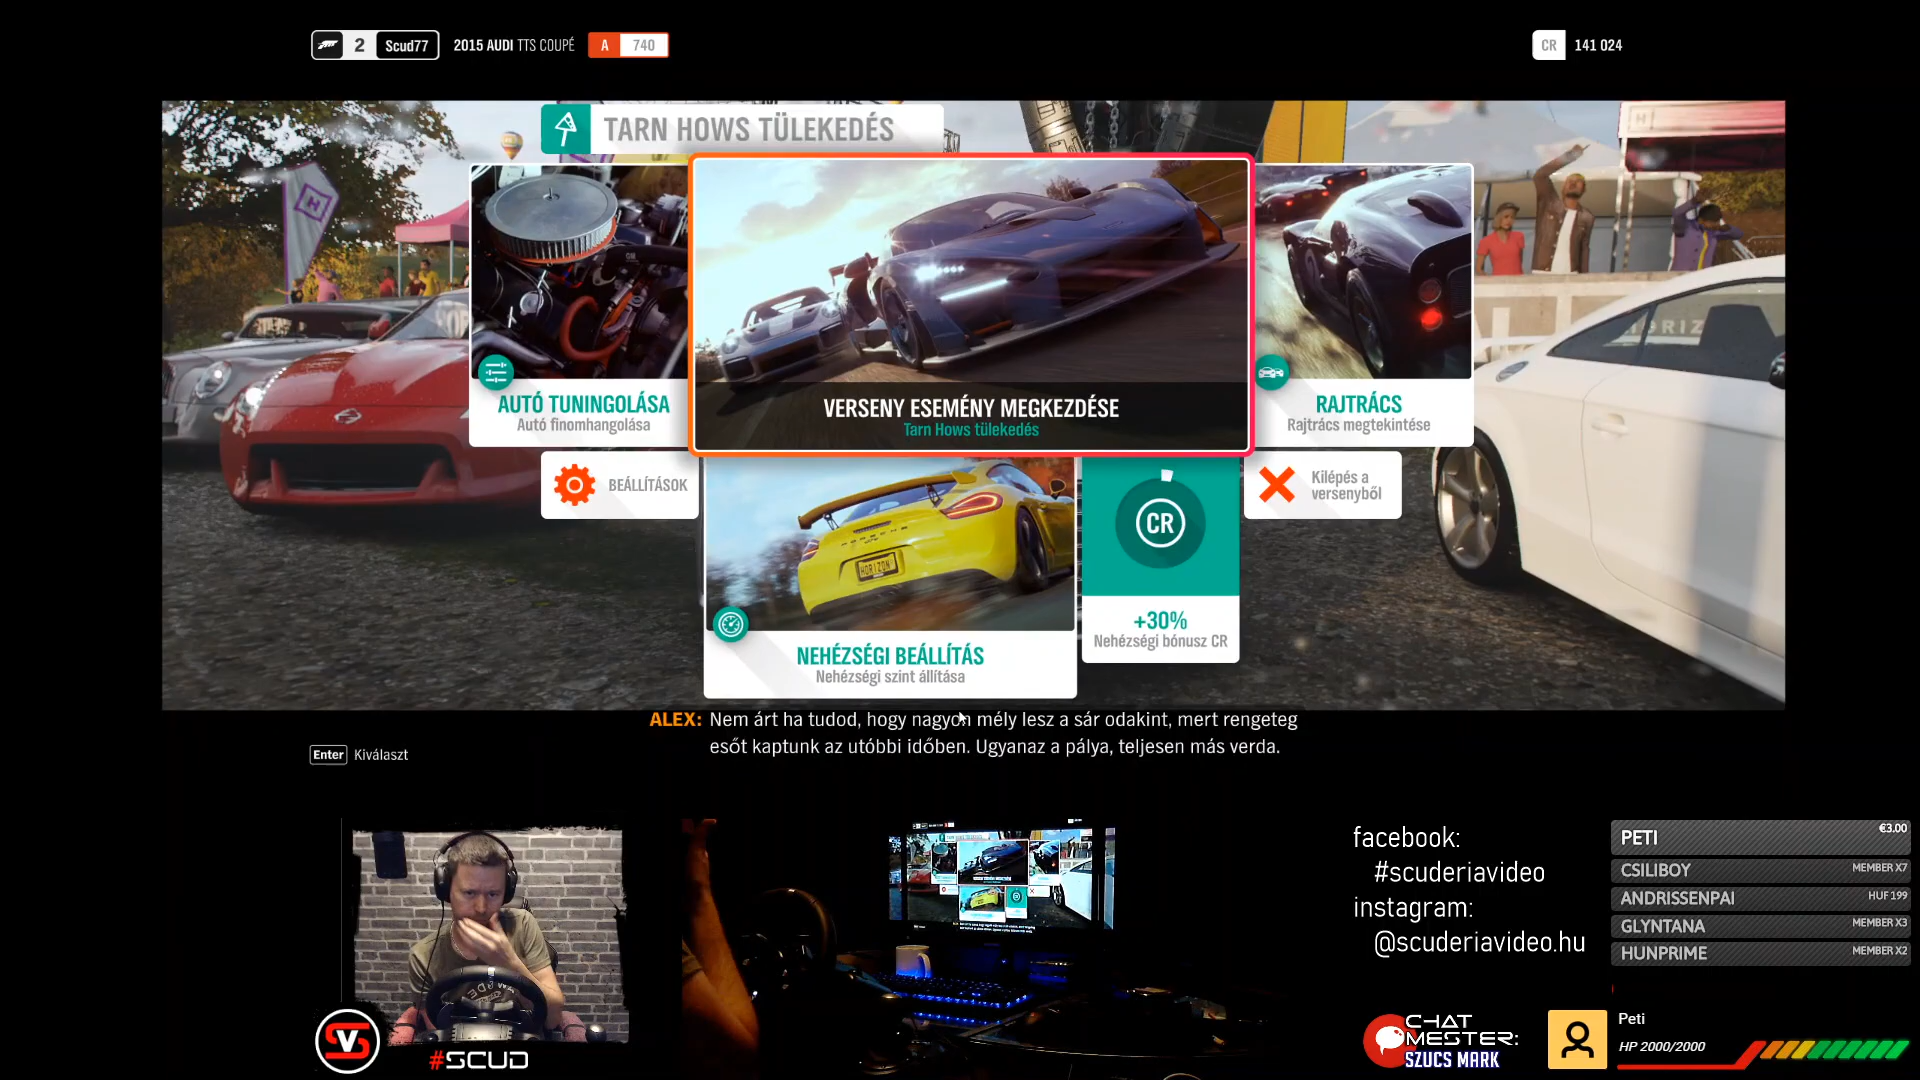 2 Scud77 2015 AUDI TTS COUPÉ A 740
CR 141 024
TARN HOWS TÜLEKEDÉS
AUTÓ TUNINGOLÁSA
Autó finomhangolása
VERSENY ESEMÉNY MEGKEZDÉSE
Tarn Hows tülekedés
RAJTRÁCS
Rajtrács megtekintése
BEÁLLÍTÁSOK
Kilépés a
versenyből
HORIZON
CR
+30%
Nehézségi bónusz CR
NEHÉZSÉGI BEÁLLÍTÁS
Nehézségi szint állítása
ALEX: Nem árt ha tudod, hogy nagyon mély lesz a sár odakint, mert rengeteg
esőt kaptunk az utóbbi időben. Ugyanaz a pálya, teljesen más verda.
Enter Kiválaszt
facebook:
#scuderiavideo
instagram:
@scuderiavideo.hu
PETI €3.00
CSILIBOY MEMBER X7
ANDRISSENPAI HUF 199
GLYNTANA MEMBER X3
HUNPRIME MEMBER X2
#SCUD
CHAT
MESTER:
SZUCS MARK
Peti
HP 2000/2000